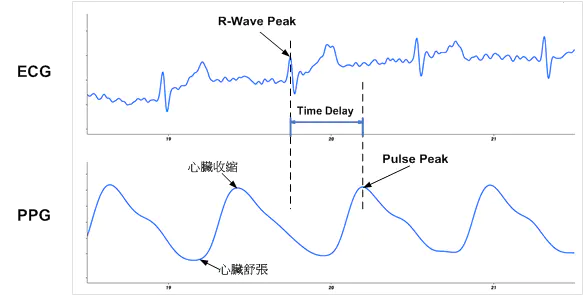 R-Wave Peak
ECG
Time Delay
19
20
21
心臟收縮
Pulse Peak
PPG
心臟舒張
19
20
21